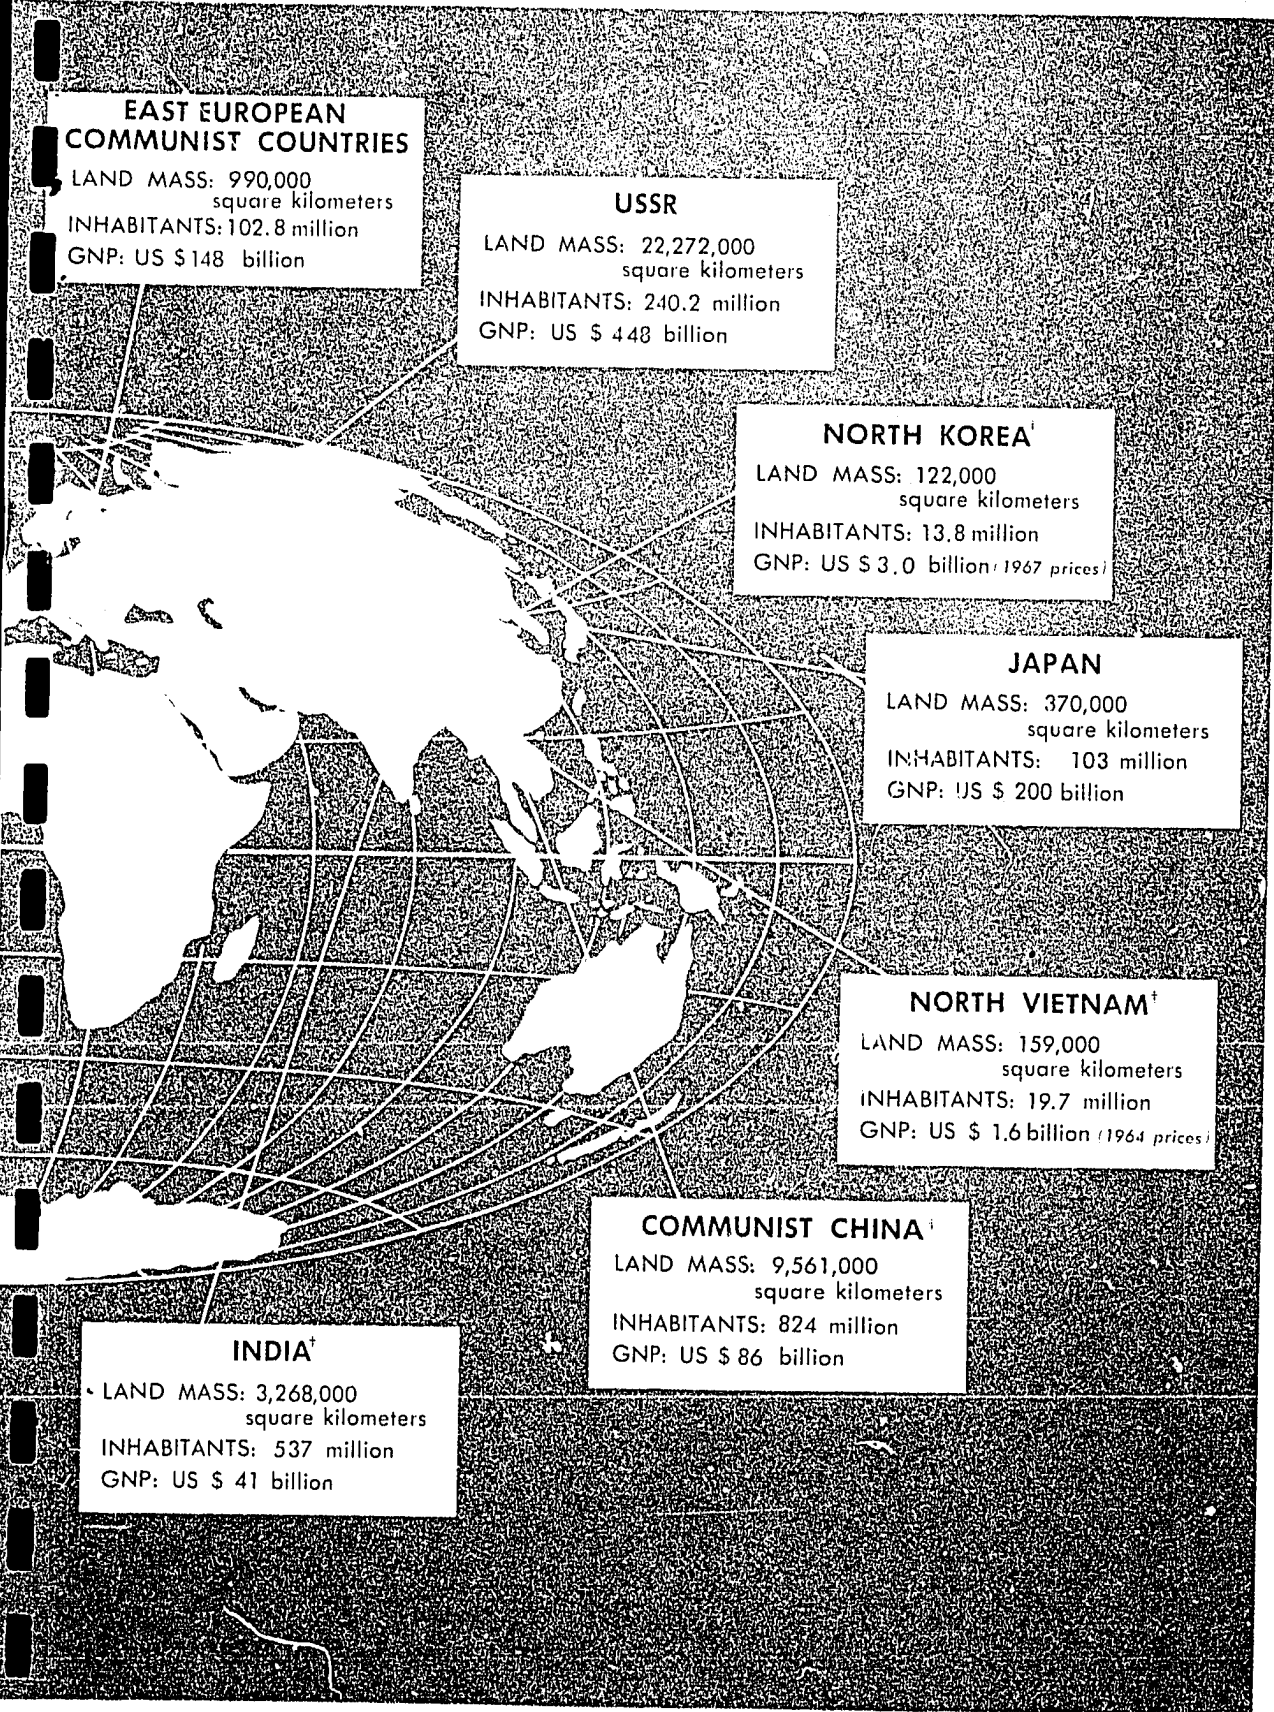 EAST EUROPEAN
COMMUNIST COUNTRIES
LAND MASS: 990,000
square kilometers
INHABITANTS: 102.8 million
GNP: US $148 billion
USSR
LAND MASS: 22,272,000
square kilometers
INHABITANTS: 240.2 million
GNP: US $ 448 billion
NORTH KOREA
LAND MASS: 122,000
square kilometers
INHABITANTS: 13.8 million
GNP: US $ 3.0 billion (1967 prices)
JAPAN
LAND MASS: 370,000
square kilometers
INHABITANTS: 103 million
GNP: US $ 200 billion
NORTH VIETNAM†
LAND MASS: 159,000
square kilometers
INHABITANTS: 19.7 million
GNP: US $ 1.6 billion (1964 prices)
COMMUNIST CHINA
LAND MASS: 9,561,000
square kilometers
INHABITANTS: 824 million
GNP: US $ 86 billion
INDIA†
LAND MASS: 3,268,000
square kilometers
INHABITANTS: 537 million
GNP: US $ 41 billion